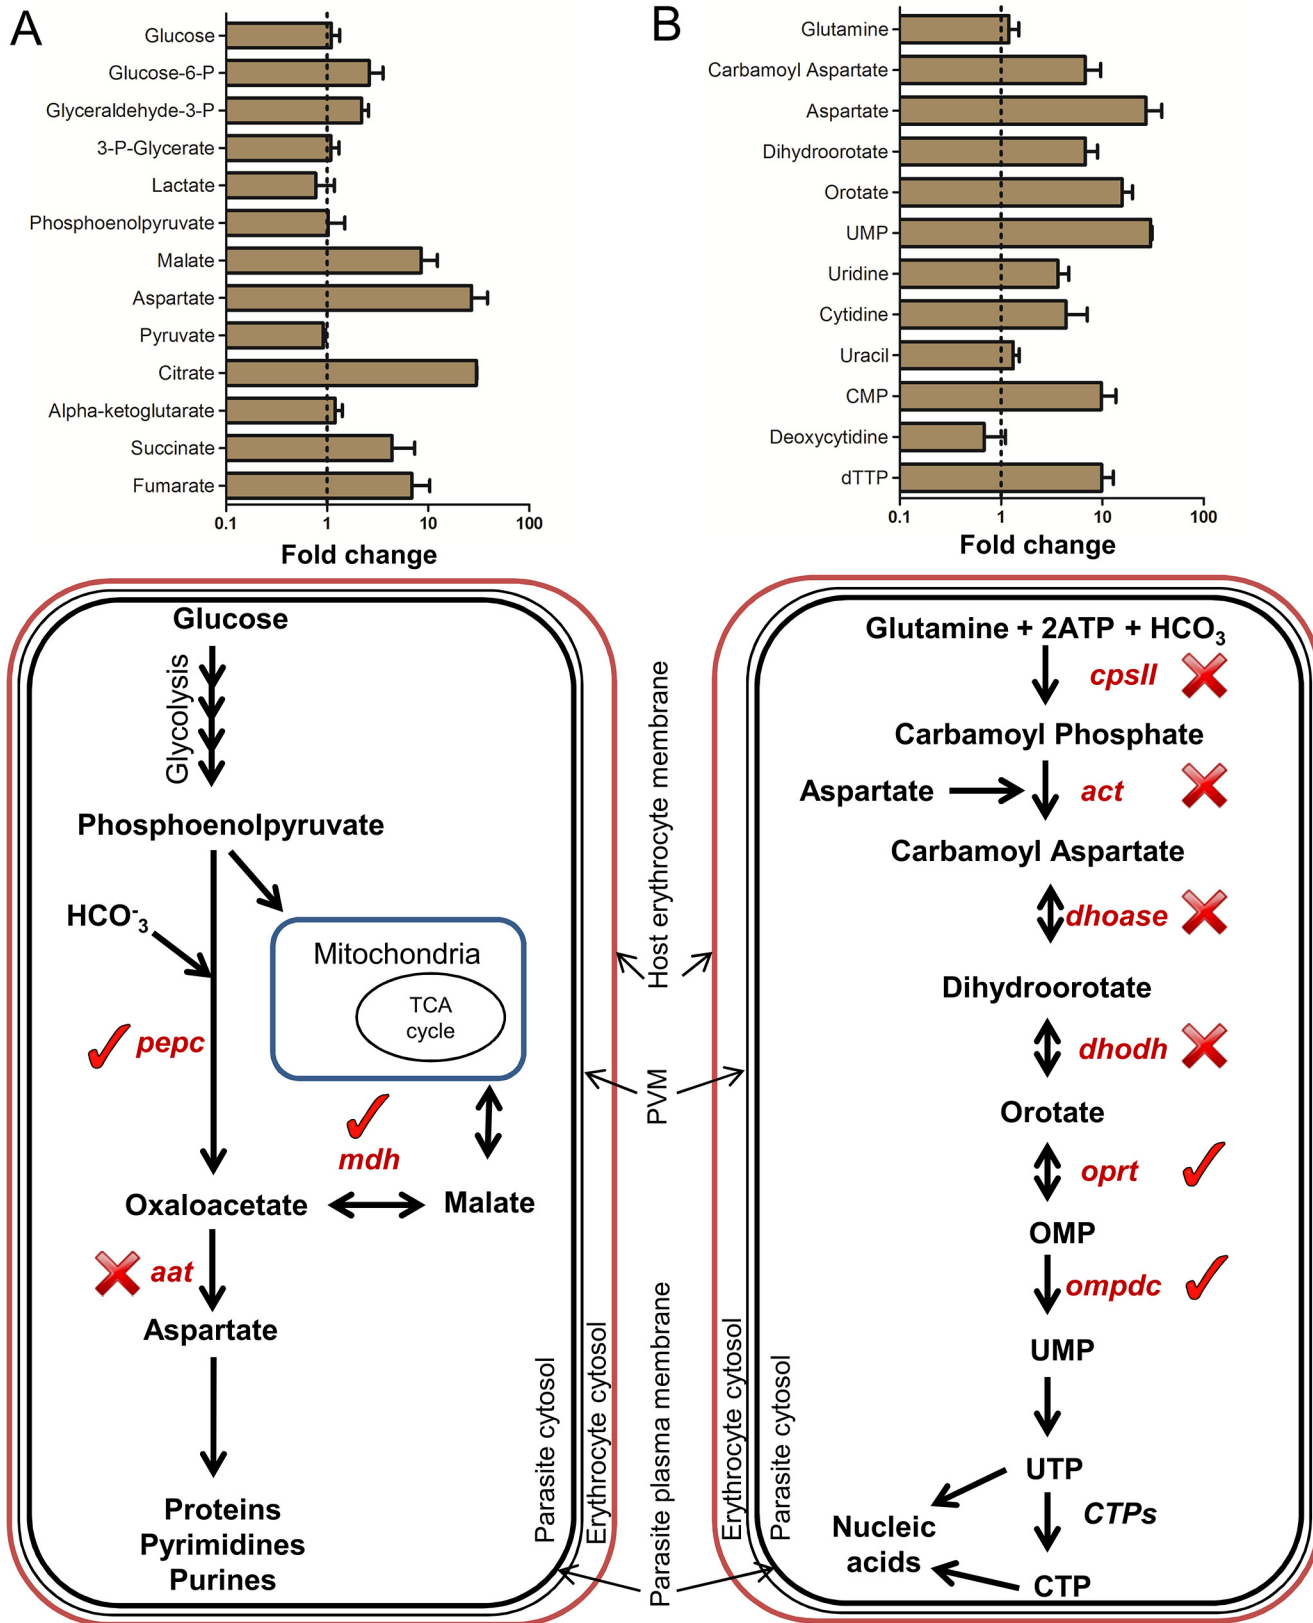 A
Glucose
Glucose-6-P
Glyceraldehyde-3-P
3-P-Glycerate
Lactate
Phosphoenolpyruvate
Malate
Aspartate
Pyruvate
Citrate
Alpha-ketoglutarate
Succinate
Fumarate
0.1 1 10 100
Fold change
B
Glutamine
Carbamoyl Aspartate
Aspartate
Dihydroorotate
Orotate
UMP
Uridine
Cytidine
Uracil
CMP
Deoxycytidine
dTTP
0.1 1 10 100
Fold change
Glucose
Glycolysis
Phosphoenolpyruvate
HCO⁻₃
Mitochondria
TCA
cycle
pepc
mdh
Oxaloacetate
Malate
aat
Aspartate
Proteins
Pyrimidines
Purines
Parasite cytosol
Erythrocyte cytosol
Host erythrocyte membrane
PVM
Parasite plasma membrane
Erythrocyte cytosol
Parasite cytosol
Glutamine + 2ATP + HCO₃
cpsII
Carbamoyl Phosphate
Aspartate
act
Carbamoyl Aspartate
dhoase
Dihydroorotate
dhodh
Orotate
oprt
OMP
ompdc
UMP
UTP
CTPs
Nucleic
acids
CTP